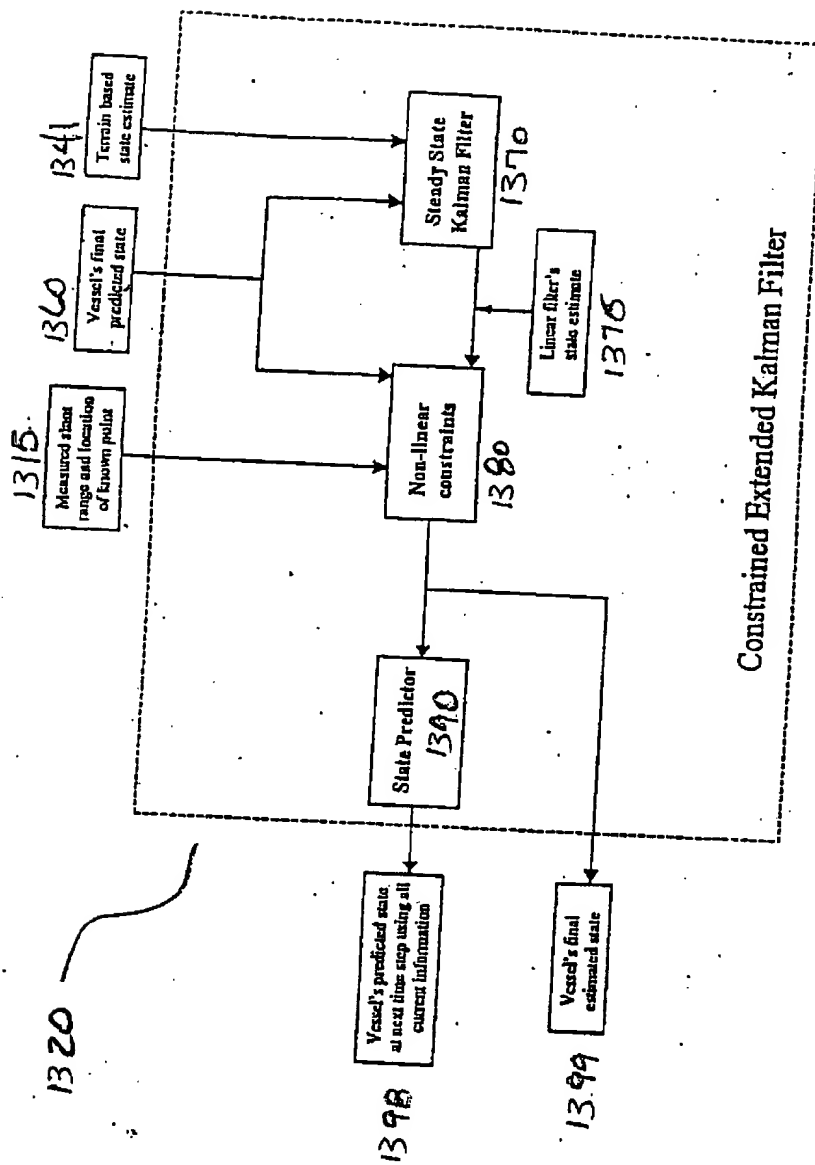 1320
1315
Measured slant
range and location
of known point
1360
Vessel's final
predicted state
1341
Terrain based
state estimate
Steady State
Kalman Filter
1370
Linear filter's
state estimate
1375
Non-linear
constraints
1380
State Predictor
1390
Vessel's predicted state
at next time step using all
current information
1398
Vessel's final
estimated state
1399
Constrained Extended Kalman Filter